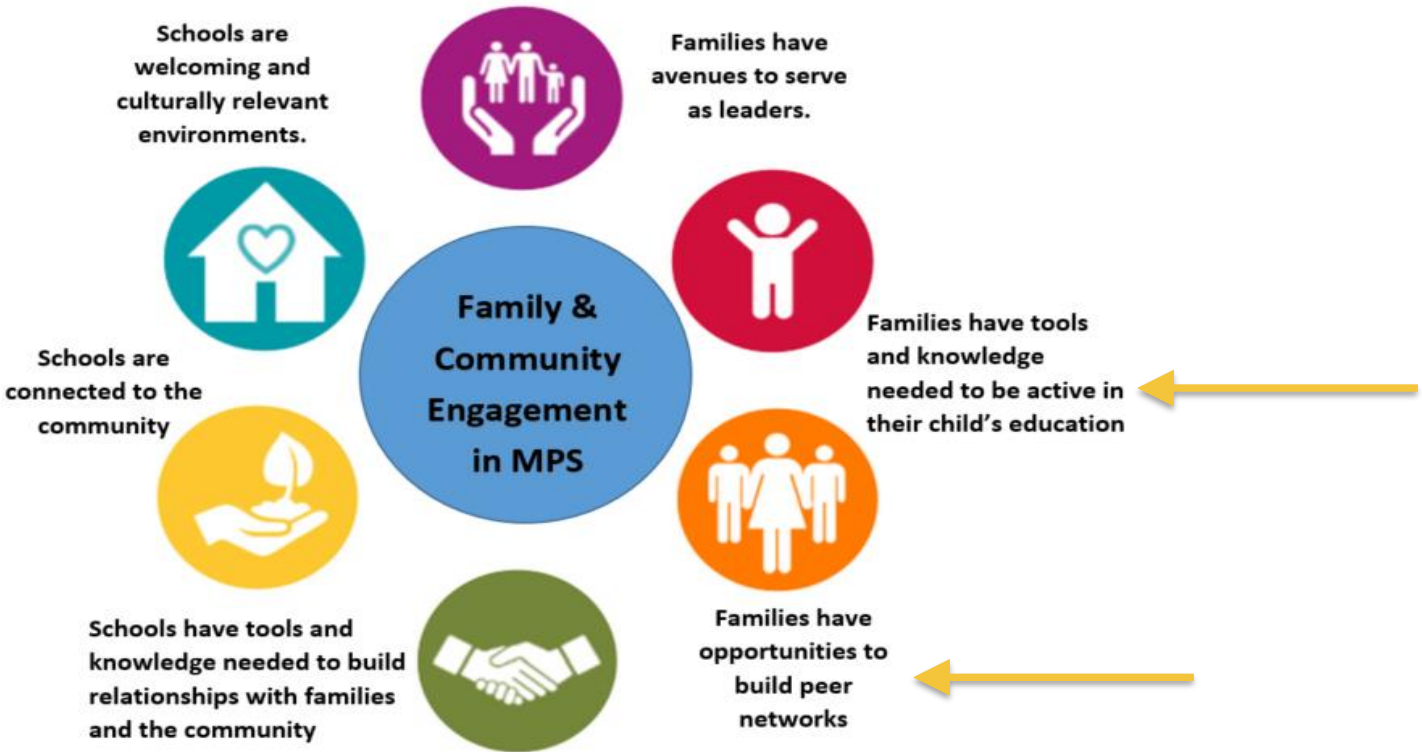 Schools are
welcoming and
culturally relevant
environments.
Families have
avenues to serve
as leaders.
Family &
Community
Engagement
in MPS
Families have tools
and knowledge
needed to be active in
their child's education
Schools are
connected to the
community
Schools have tools and
knowledge needed to build
relationships with families
and the community
Families have
opportunities to
build peer
networks